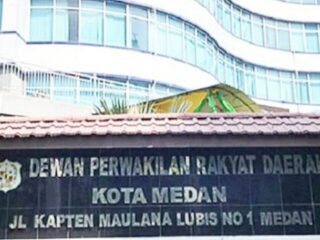 DEWAN PERWAKILAN RAKYAT DAERAH
KOTA MEDAN
JL KAPTEN MAULANA LUBIS NO 1 MEDAN